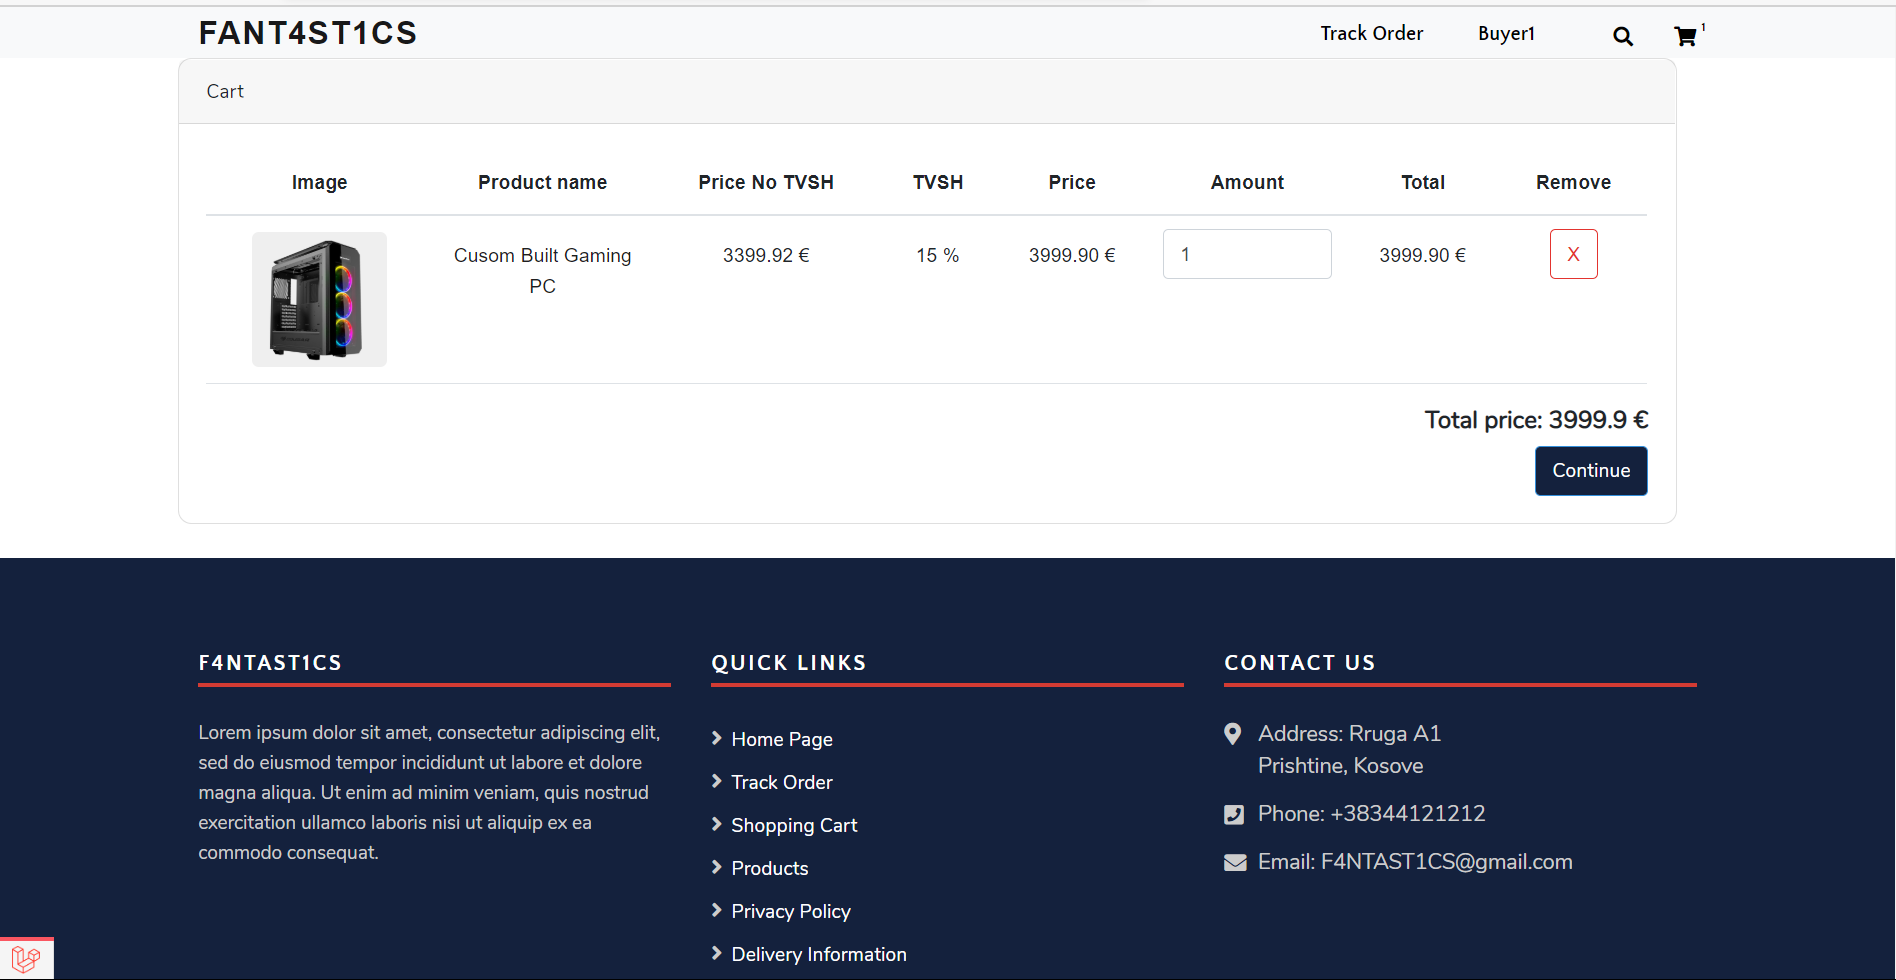 FANT4ST1CS
Track Order
Buyer1
1
Cart
Image
Product name
Price No TVSH
TVSH
Price
Amount
Total
Remove
Cusom Built Gaming
PC
3399.92 €
15 %
3999.90 €
1
3999.90 €
X
Total price: 3999.9 €
Continue
F4NTAST1CS
Lorem ipsum dolor sit amet, consectetur adipiscing elit,
sed do eiusmod tempor incididunt ut labore et dolore
magna aliqua. Ut enim ad minim veniam, quis nostrud
exercitation ullamco laboris nisi ut aliquip ex ea
commodo consequat.
QUICK LINKS
Home Page
Track Order
Shopping Cart
Products
Privacy Policy
Delivery Information
CONTACT US
Address: Rruga A1
Prishtine, Kosove
Phone: +38344121212
Email: F4NTAST1CS@gmail.com